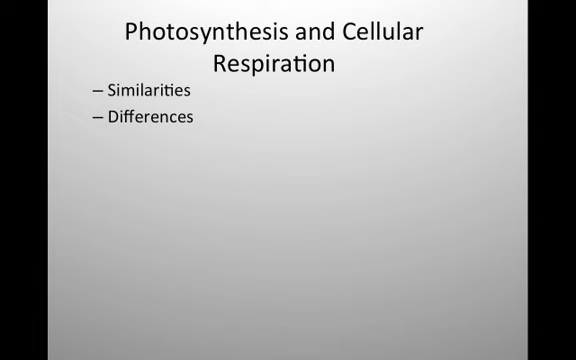 Photosynthesis and Cellular
Respiration
– Similarities
– Differences